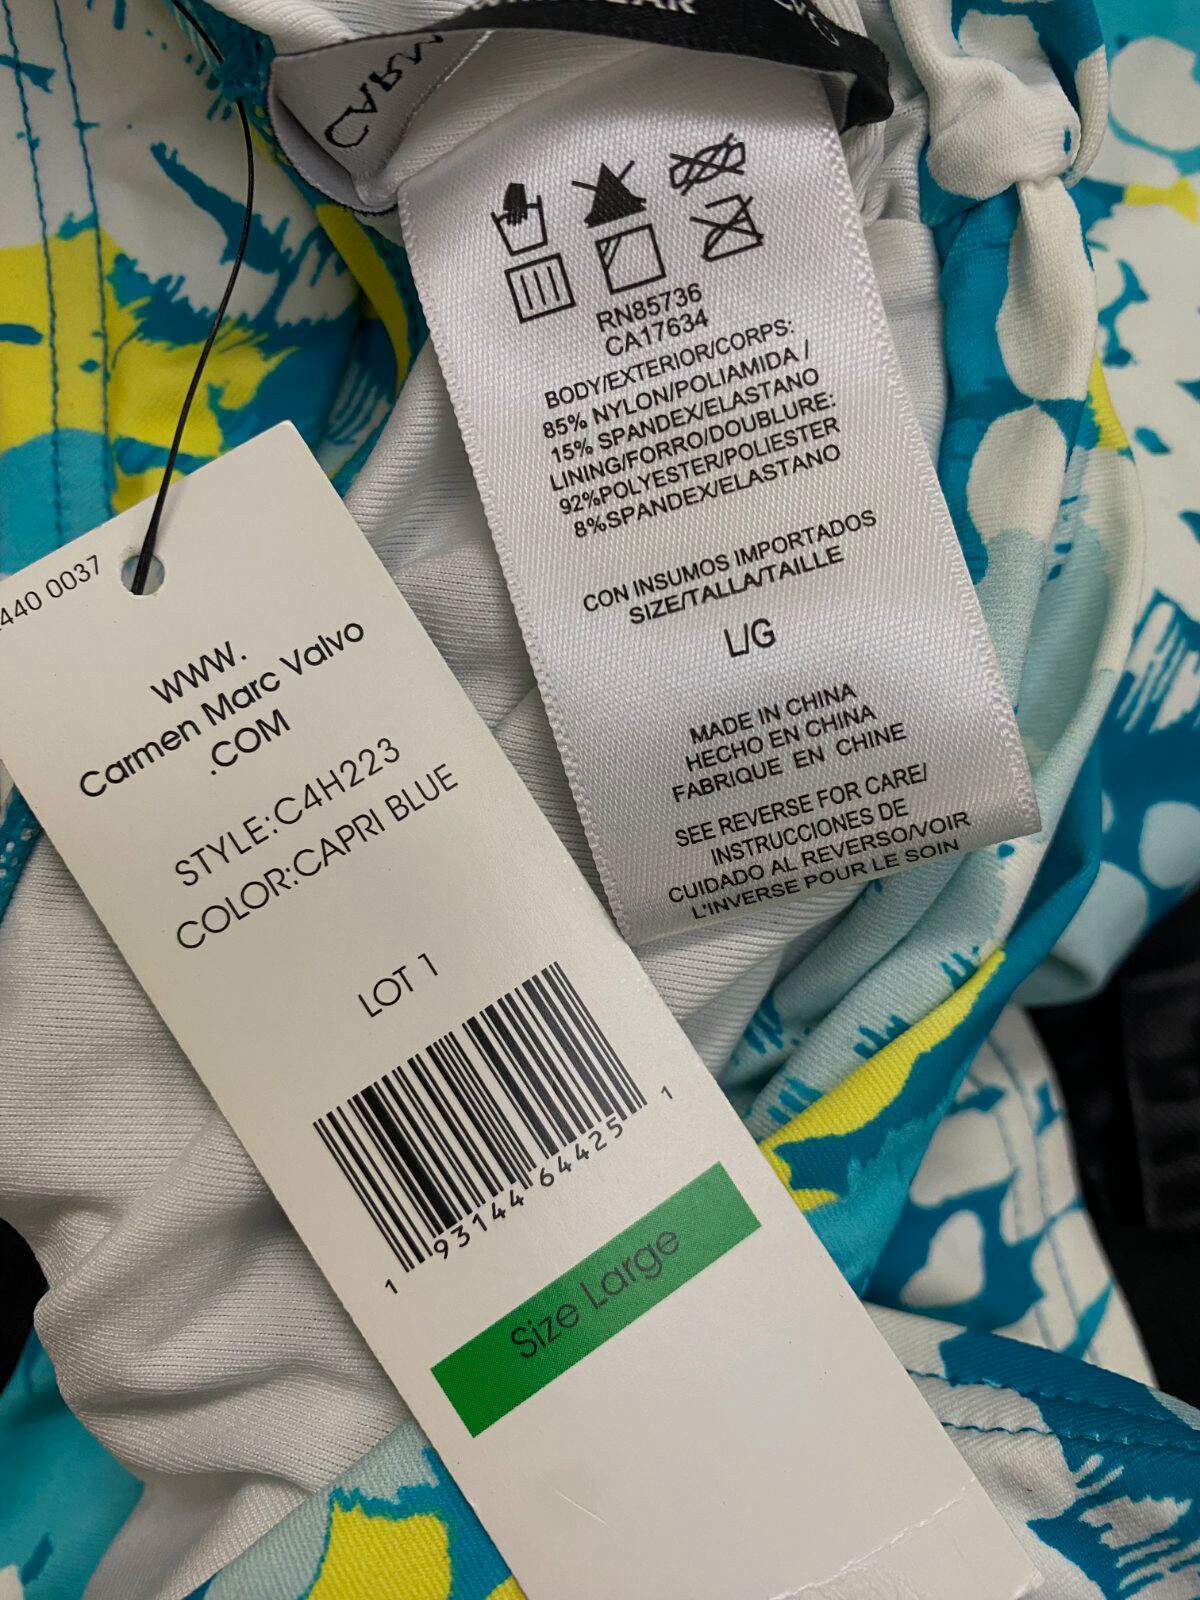 RN85736
CA17634
BODY/EXTERIOR/CORPS:
85% NYLON/POLIAMIDA /
15% SPANDEX/ELASTANO
LINING/FORRO/DOUBLURE:
92%POLYESTER/POLIESTER
8%SPANDEX/ELASTANO
CON INSUMOS IMPORTADOS
SIZE/TALLA/TAILLE
L/G
MADE IN CHINA
HECHO EN CHINA
FABRIQUE EN CHINE
SEE REVERSE FOR CARE/
INSTRUCCIONES DE
CUIDADO AL REVERSO/VOIR
L'INVERSE POUR LE SOIN
440 0037
WWW.
Carmen Marc Valvo
.COM
STYLE:C4H223
COLOR:CAPRI BLUE
LOT 1
1 93144 64425 1
Size Large